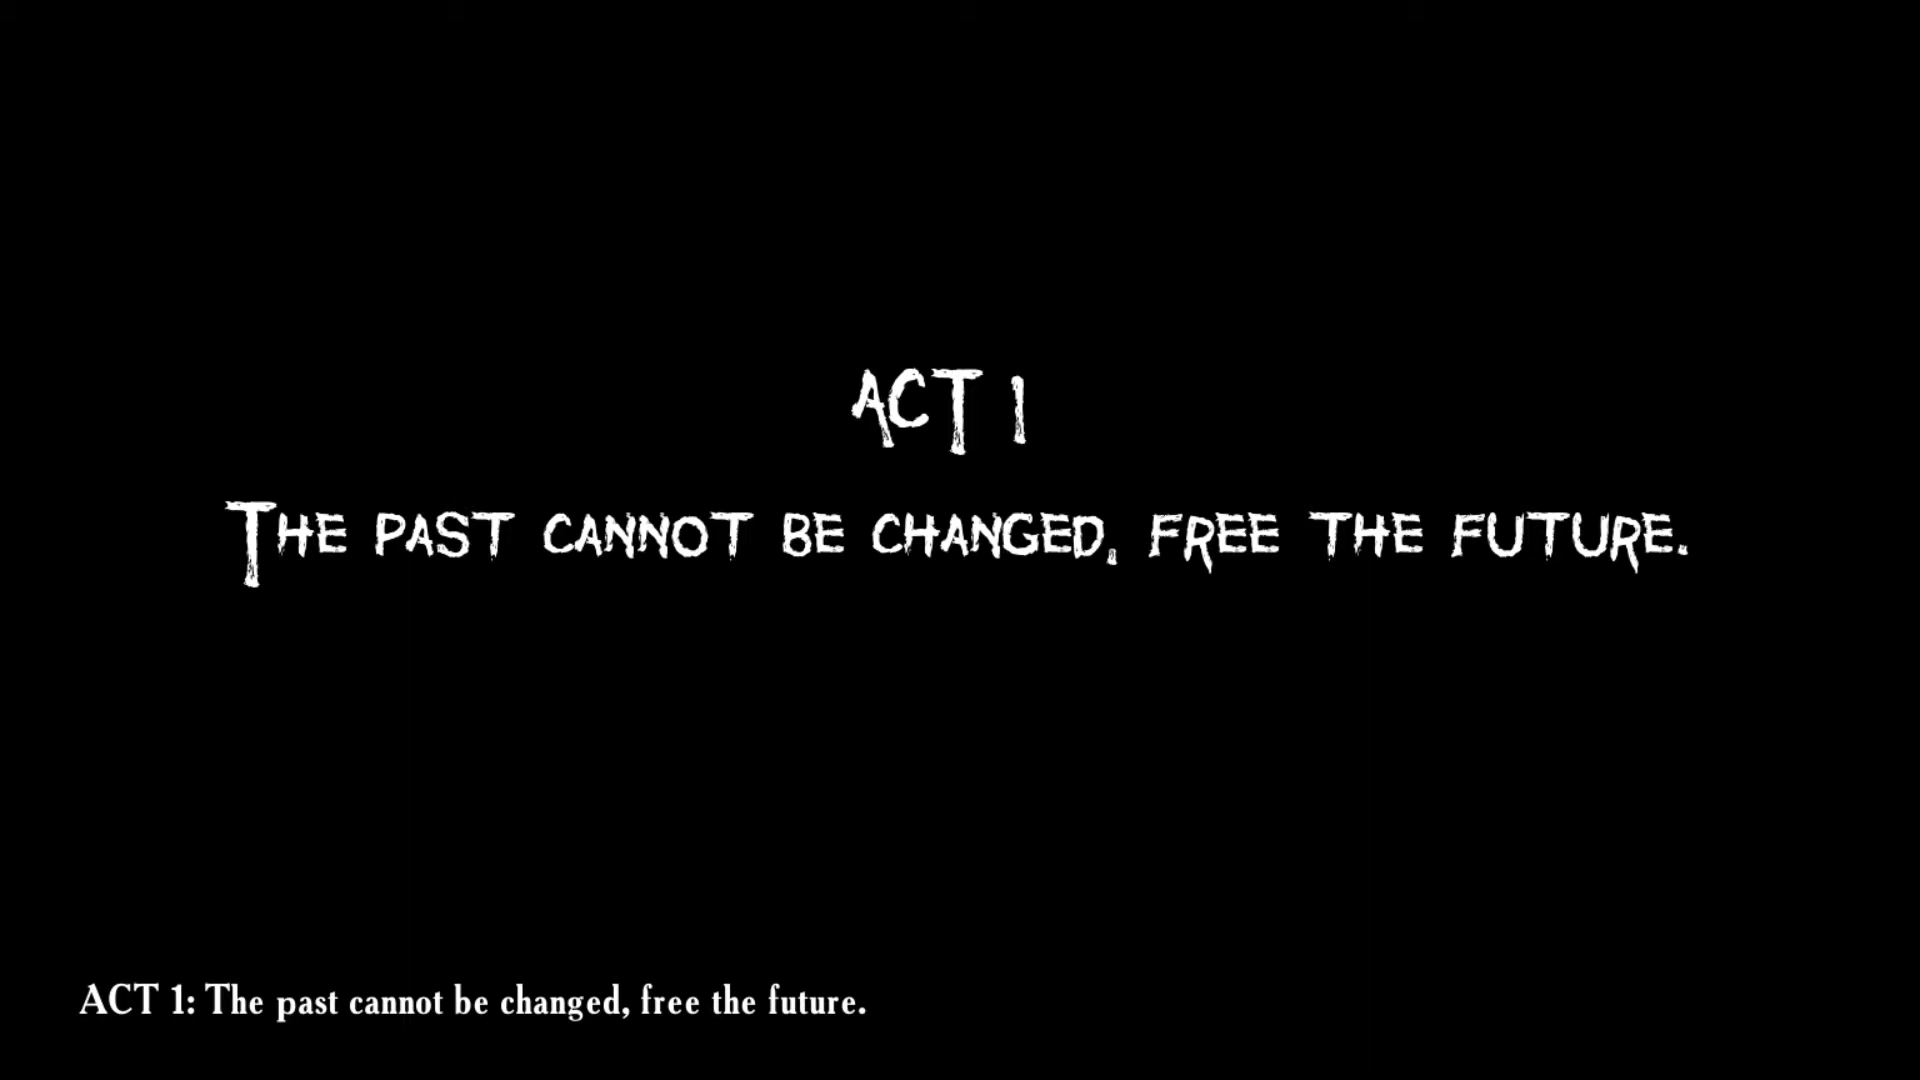 ACT 1
The past cannot be changed, free the future.
ACT 1: The past cannot be changed, free the future.